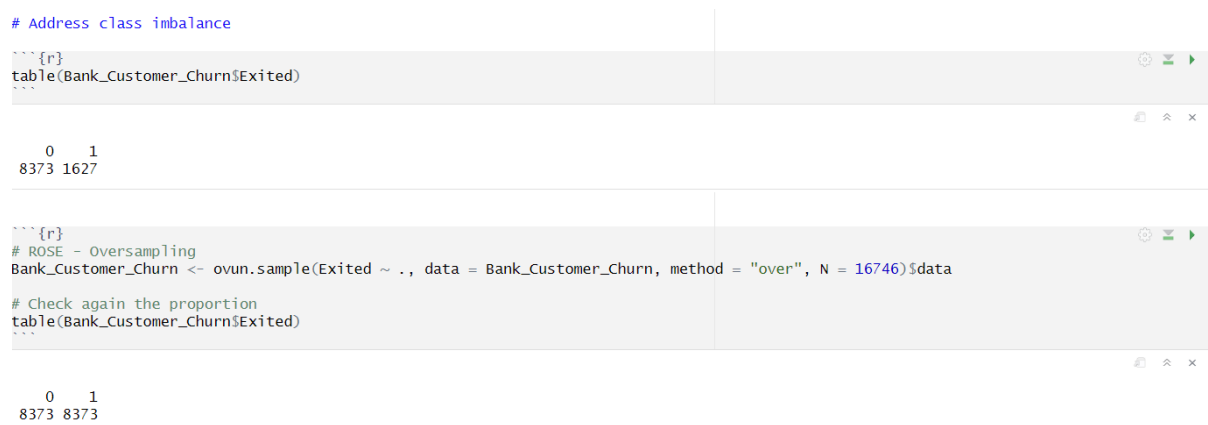 # Address class imbalance
```{r}
table(Bank_Customer_Churn$Exited)
```
0 1
8373 1627
```{r}
# ROSE - Oversampling
Bank_Customer_Churn <- ovun.sample(Exited ~ ., data = Bank_Customer_Churn, method = "over", N = 16746)$data
# Check again the proportion
table(Bank_Customer_Churn$Exited)
```
0 1
8373 8373